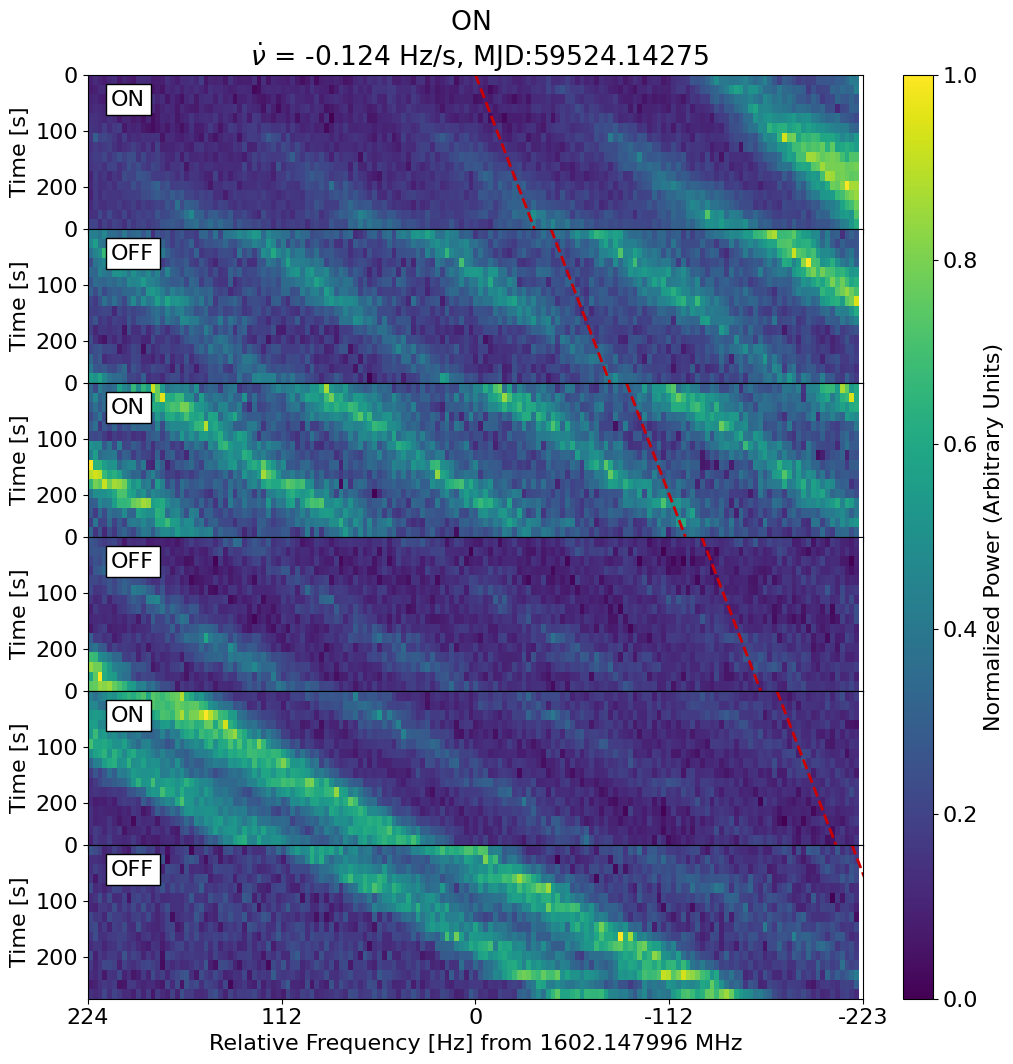 ON
ν̇ = -0.124 Hz/s, MJD:59524.14275
0
ON
100
200
Time [s]
0
OFF
100
200
Time [s]
0
ON
100
200
Time [s]
0
OFF
100
200
Time [s]
0
ON
100
200
Time [s]
0
OFF
100
200
Time [s]
224 112 0 -112 -223
Relative Frequency [Hz] from 1602.147996 MHz
1.0
0.8
0.6
0.4
0.2
0.0
Normalized Power (Arbitrary Units)